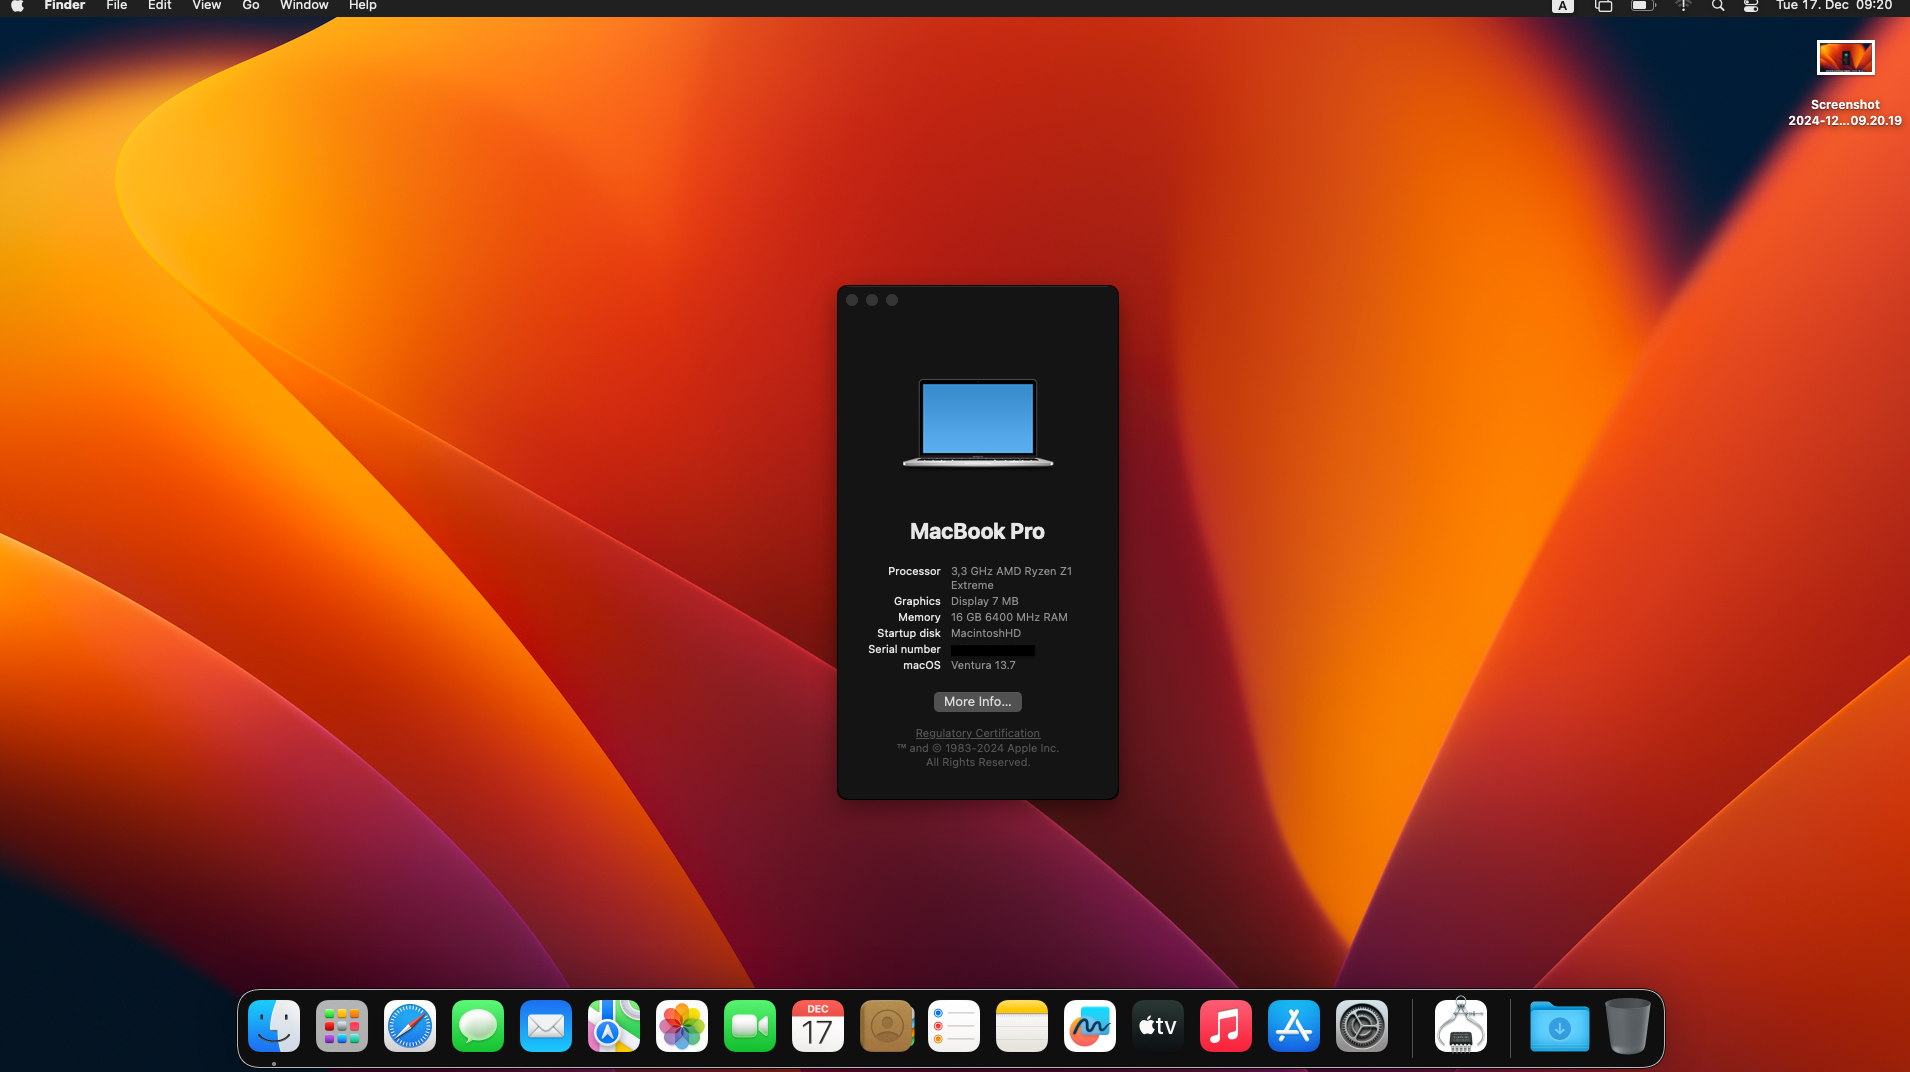 Finder File Edit View Go Window Help
A
Tue 17. Dec 09:20
Screenshot
2024-12...09.20.19
MacBook Pro
Processor 3,3 GHz AMD Ryzen Z1
Extreme
Graphics Display 7 MB
Memory 16 GB 6400 MHz RAM
Startup disk MacintoshHD
Serial number
macOS Ventura 13.7
More Info...
Regulatory Certification
™ and © 1983-2024 Apple Inc.
All Rights Reserved.
DEC
17
tv